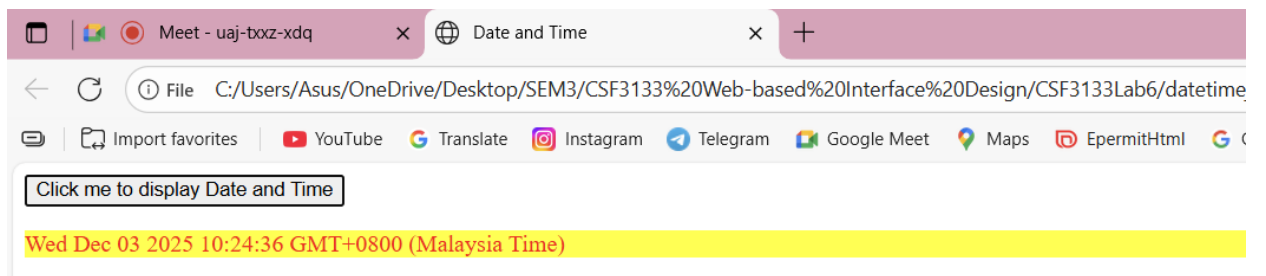 Meet - uaj-txxz-xdq Date and Time
File C:/Users/Asus/OneDrive/Desktop/SEM3/CSF3133%20Web-based%20Interface%20Design/CSF3133Lab6/datetime
Import favorites YouTube Translate Instagram Telegram Google Meet Maps EpermitHtml
Click me to display Date and Time
Wed Dec 03 2025 10:24:36 GMT+0800 (Malaysia Time)